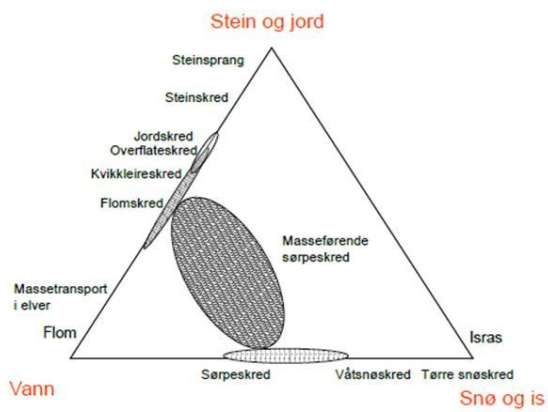 Stein og jord
Steinsprang
Steinskred
Jordskred
Overflateskred
Kvikkleireskred
Flomskred
Masseførende
sørpeskred
Massetransport
i elver
Flom
Isras
Sørpeskred
Våtsnøskred
Tørre snøskred
Vann
Snø og is